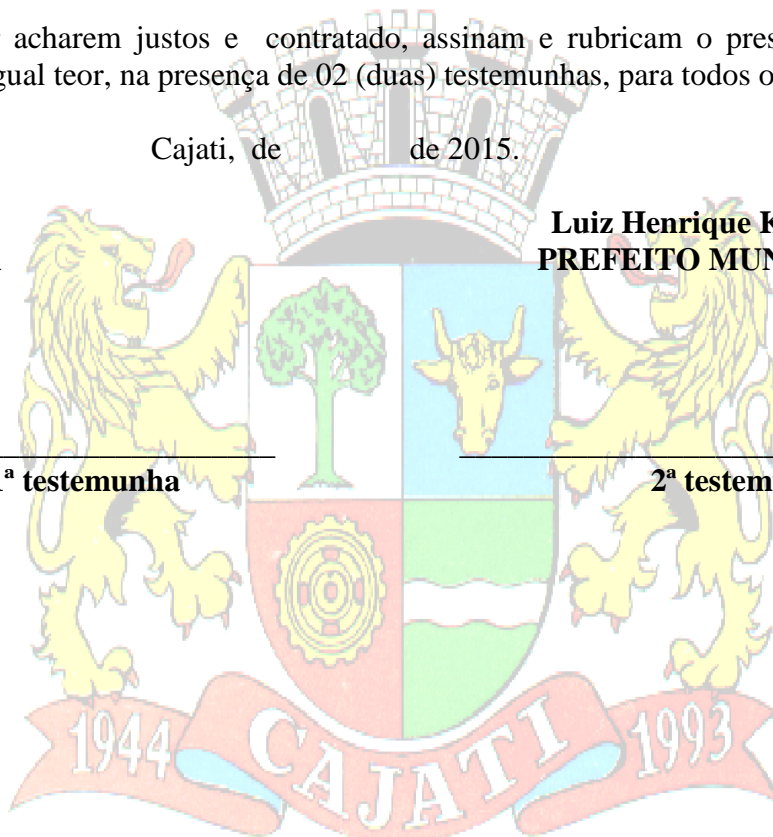 acharem justos e contratado, assinam e rubricam o pres
gual teor, na presença de 02 (duas) testemunhas, para todos o
Cajati, de de 2015.
Luiz Henrique K
PREFEITO MUN
ª testemunha
2ª testem
1944 CAJATI 1993